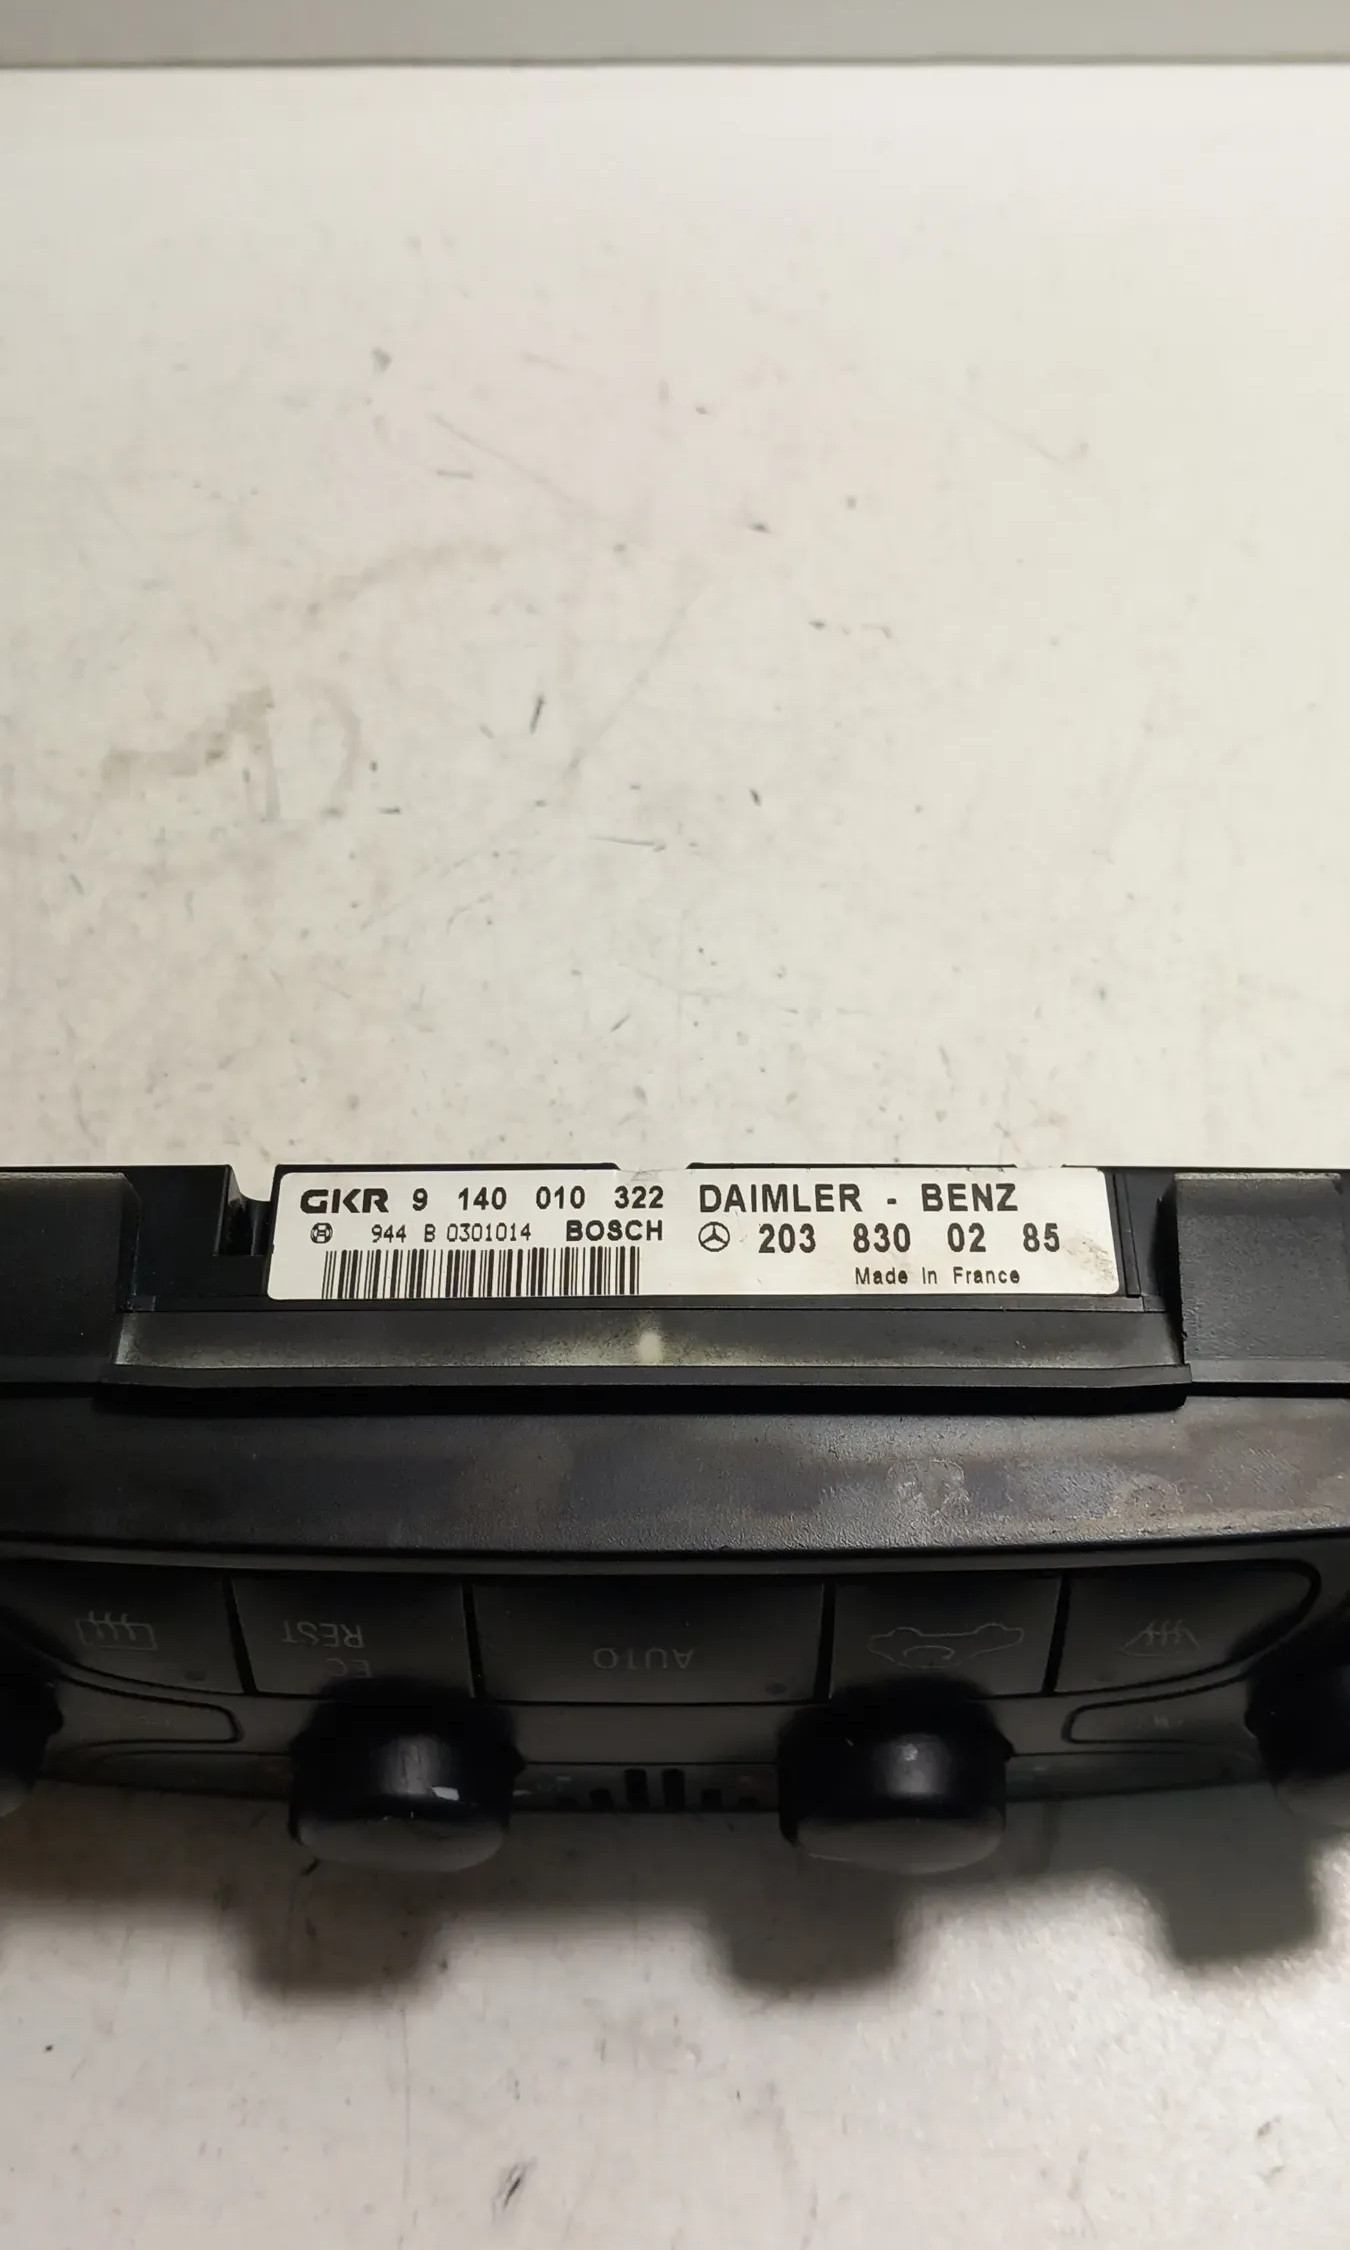 GKR 9 140 010 322 DAIMLER - BENZ
944 B 0301014 BOSCH 203 830 02 85
Made In France
REST
EC
AUTO